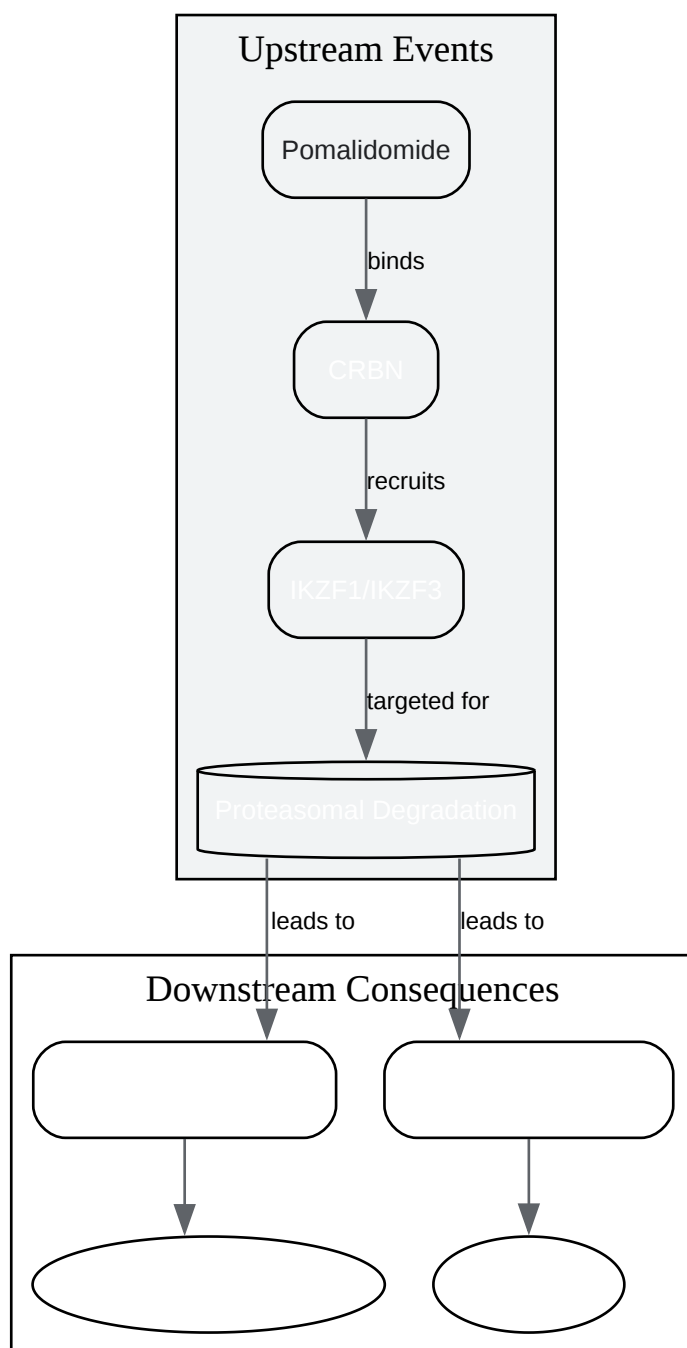 Upstream Events
Pomalidomide
binds
CRBN
recruits
IKZF1/IKZF3
targeted for
Proteasomal Degradation
leads to
leads to
Downstream Consequences